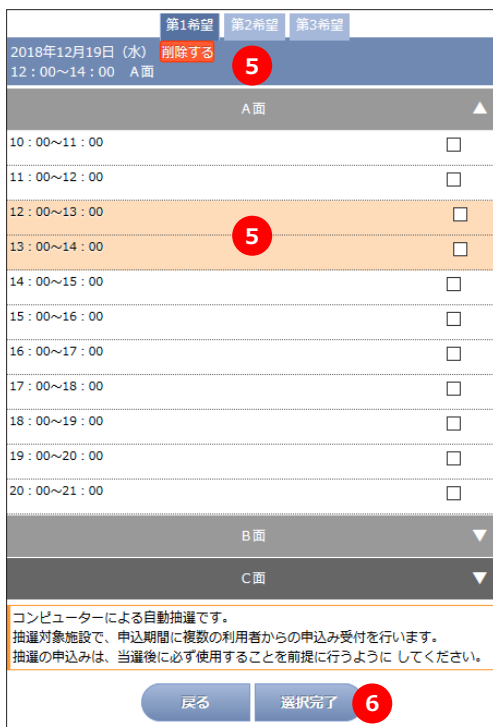 第1希望 第2希望 第3希望
2018年12月19日（水） 削除する
12：00～14：00 A面
5
A面 ▲
10：00～11：00
11：00～12：00
12：00～13：00
5
13：00～14：00
14：00～15：00
15：00～16：00
16：00～17：00
17：00～18：00
18：00～19：00
19：00～20：00
20：00～21：00
B面 ▼
C面 ▼
コンピューターによる自動抽選です。
抽選対象施設で、申込期間に複数の利用者からの申込み受付を行います。
抽選の申込みは、当選後に必ず使用することを前提に行うように してください。
戻る 選択完了 6